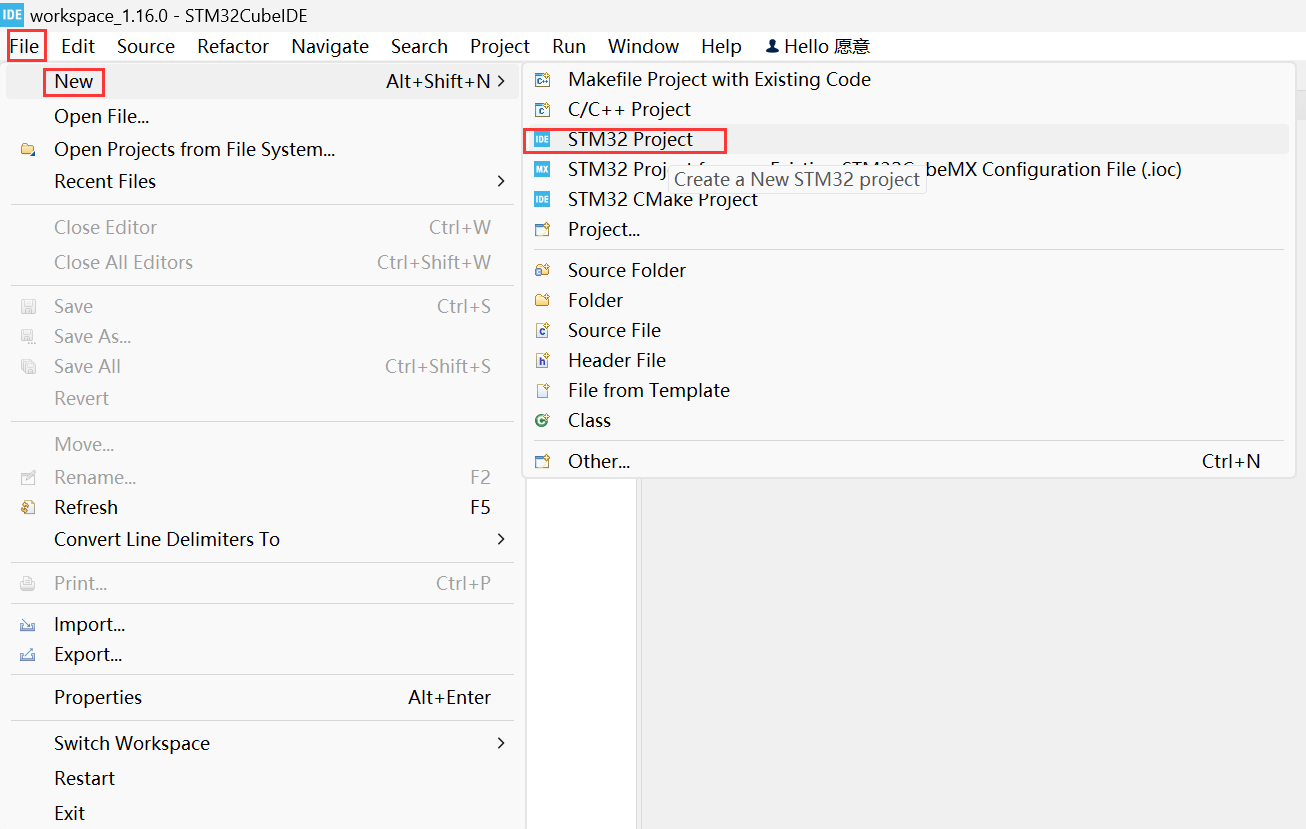 IDE workspace_1.16.0 - STM32CubeIDE
File Edit Source Refactor Navigate Search Project Run Window Help Hello 愿意
New Alt+Shift+N
Open File...
Open Projects from File System...
Recent Files
Close Editor Ctrl+W
Close All Editors Ctrl+Shift+W
Save Ctrl+S
Save As...
Save All Ctrl+Shift+S
Revert
Move...
Rename... F2
Refresh F5
Convert Line Delimiters To
Print... Ctrl+P
Import...
Export...
Properties Alt+Enter
Switch Workspace
Restart
Exit
Makefile Project with Existing Code
C/C++ Project
IDE STM32 Project
MX STM32 Proj beMX Configuration File (.ioc)
Create a New STM32 project
IDE STM32 CMake Project
Project...
Source Folder
Folder
Source File
Header File
File from Template
Class
Other... Ctrl+N